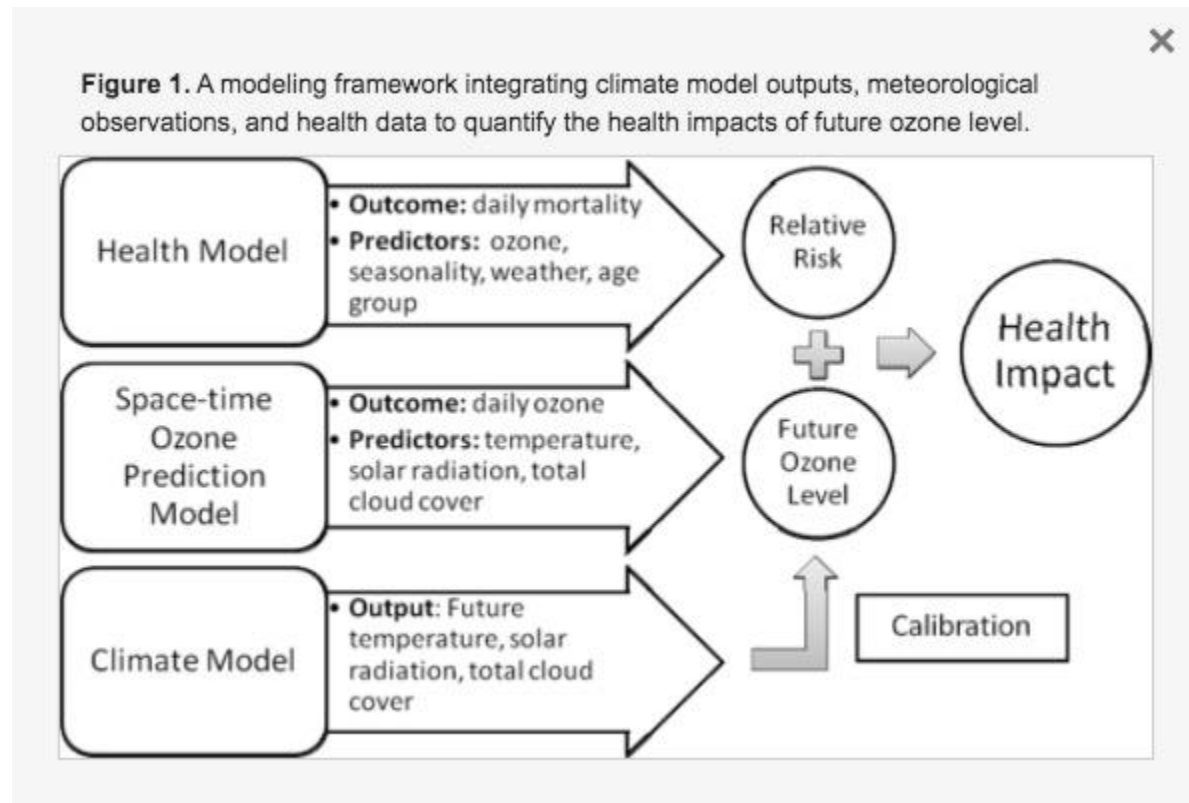 Figure 1. A modeling framework integrating climate model outputs, meteorological
observations, and health data to quantify the health impacts of future ozone level.
Health Model
• Outcome: daily mortality
• Predictors: ozone,
seasonality, weather, age
group
Relative
Risk
Space-time
Ozone
Prediction
Model
• Outcome: daily ozone
• Predictors: temperature,
solar radiation, total
cloud cover
Future
Ozone
Level
Health
Impact
Climate Model
• Output: Future
temperature, solar
radiation, total cloud
cover
Calibration